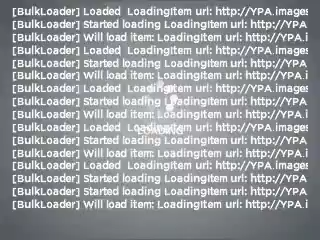 [BulkLoader] Loaded LoadingItem url: http://YPA.images
[BulkLoader] Started loading LoadingItem url: http://YPA
[BulkLoader] Will load item: LoadingItem url: http://YPA.i
[BulkLoader] Loaded LoadingItem url: http://YPA.images
[BulkLoader] Started loading LoadingItem url: http://YPA
[BulkLoader] Will load item: LoadingItem url: http://YPA.i
[BulkLoader] Loaded LoadingItem url: http://YPA.images
[BulkLoader] Started loading LoadingItem url: http://YPA
[BulkLoader] Will load item: LoadingItem url: http://YPA.i
[BulkLoader] Loaded LoadingItem url: http://YPA.images
LOADING
[BulkLoader] Started loading LoadingItem url: http://YPA
[BulkLoader] Will load item: LoadingItem url: http://YPA.i
[BulkLoader] Loaded LoadingItem url: http://YPA.images
[BulkLoader] Started loading LoadingItem url: http://YPA
[BulkLoader] Started loading LoadingItem url: http://YPA
[BulkLoader] Will load item: LoadingItem url: http://YPA.i